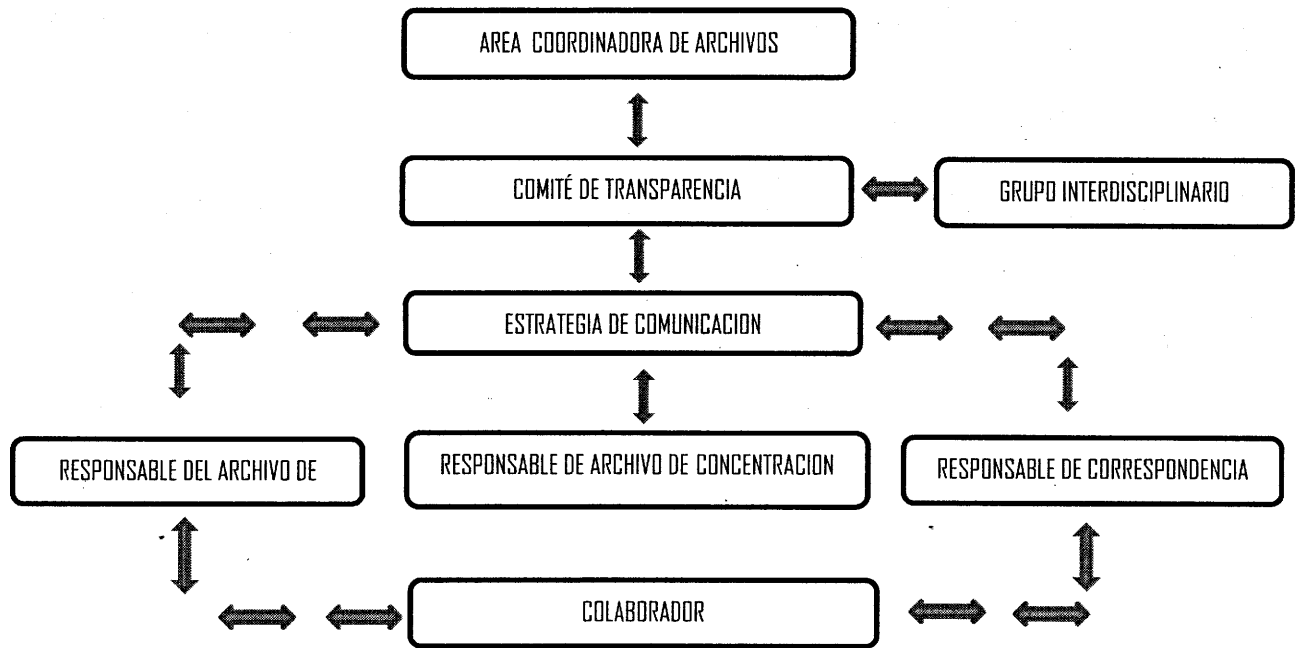 AREA COORDINADORA DE ARCHIVOS
COMITÉ DE TRANSPARENCIA
GRUPO INTERDISCIPLINARIO
ESTRATEGIA DE COMUNICACION
RESPONSABLE DEL ARCHIVO DE
RESPONSABLE DE ARCHIVO DE CONCENTRACION
RESPONSABLE DE CORRESPONDENCIA
COLABORADOR